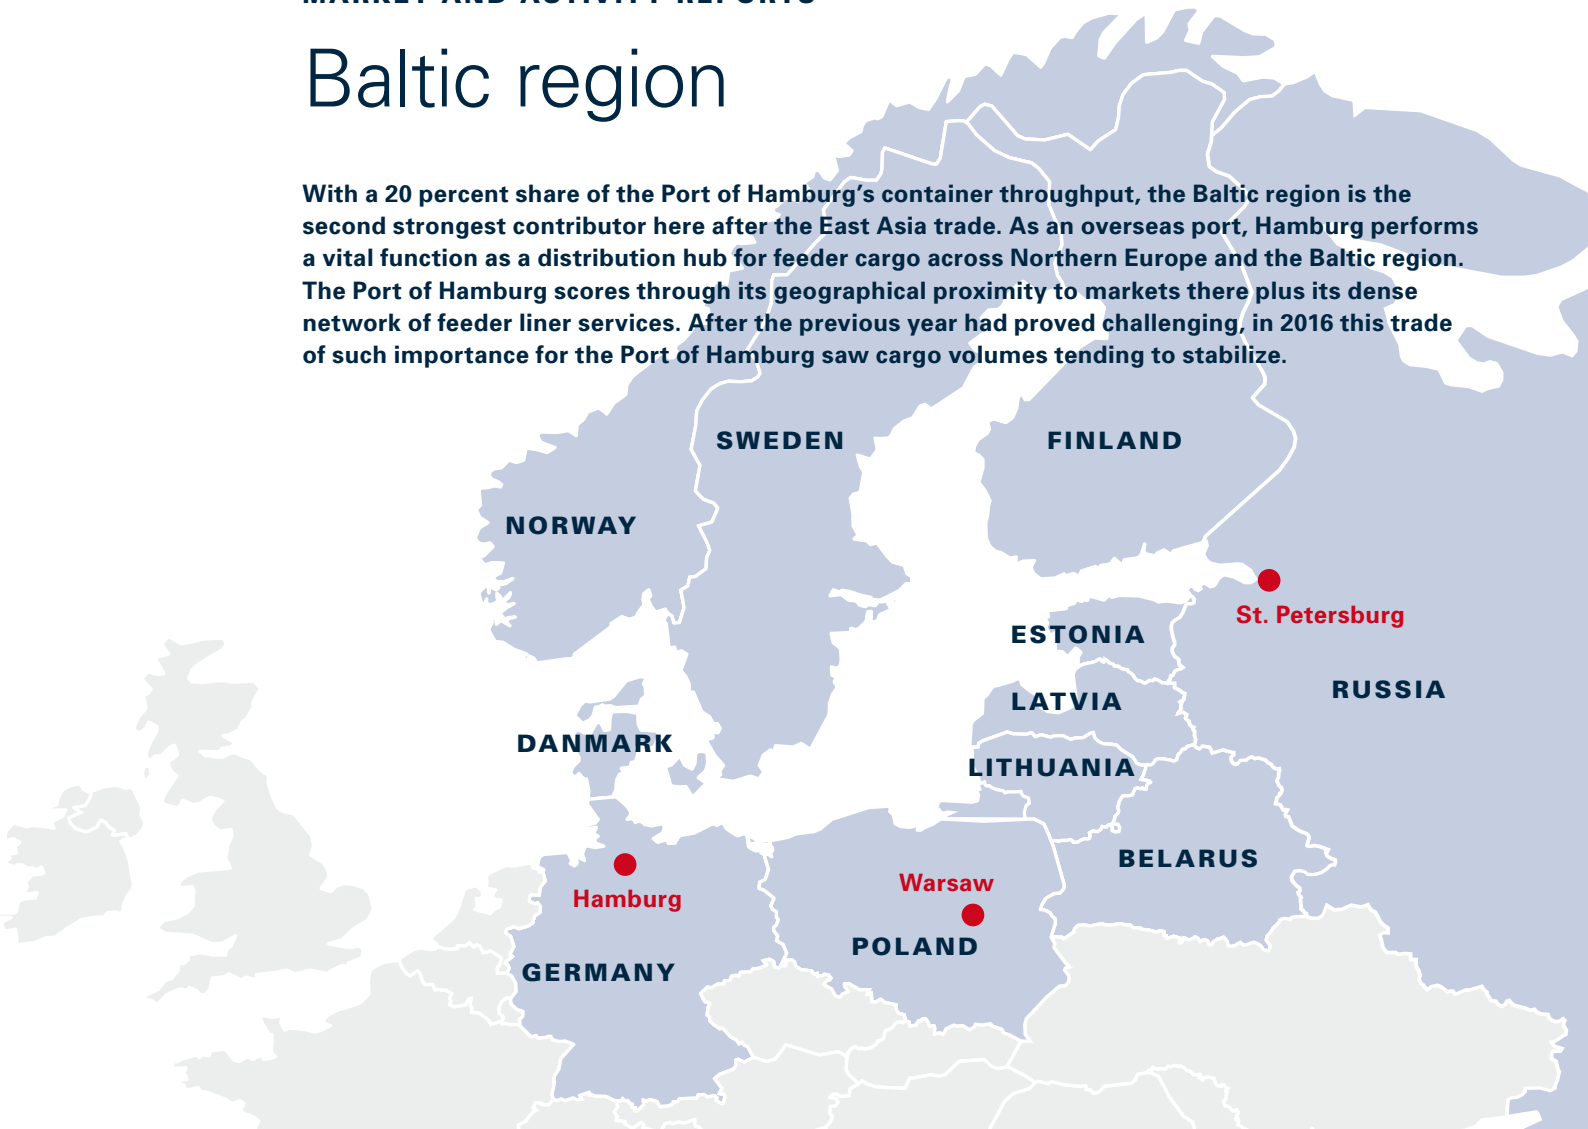 MARKET AND ACTIVITY REPORTS
Baltic region
With a 20 percent share of the Port of Hamburg’s container throughput, the Baltic region is the
second strongest contributor here after the East Asia trade. As an overseas port, Hamburg performs
a vital function as a distribution hub for feeder cargo across Northern Europe and the Baltic region.
The Port of Hamburg scores through its geographical proximity to markets there plus its dense
network of feeder liner services. After the previous year had proved challenging, in 2016 this trade
of such importance for the Port of Hamburg saw cargo volumes tending to stabilize.
SWEDEN
FINLAND
NORWAY
St. Petersburg
ESTONIA
RUSSIA
LATVIA
DANMARK
LITHUANIA
BELARUS
Warsaw
Hamburg
POLAND
GERMANY